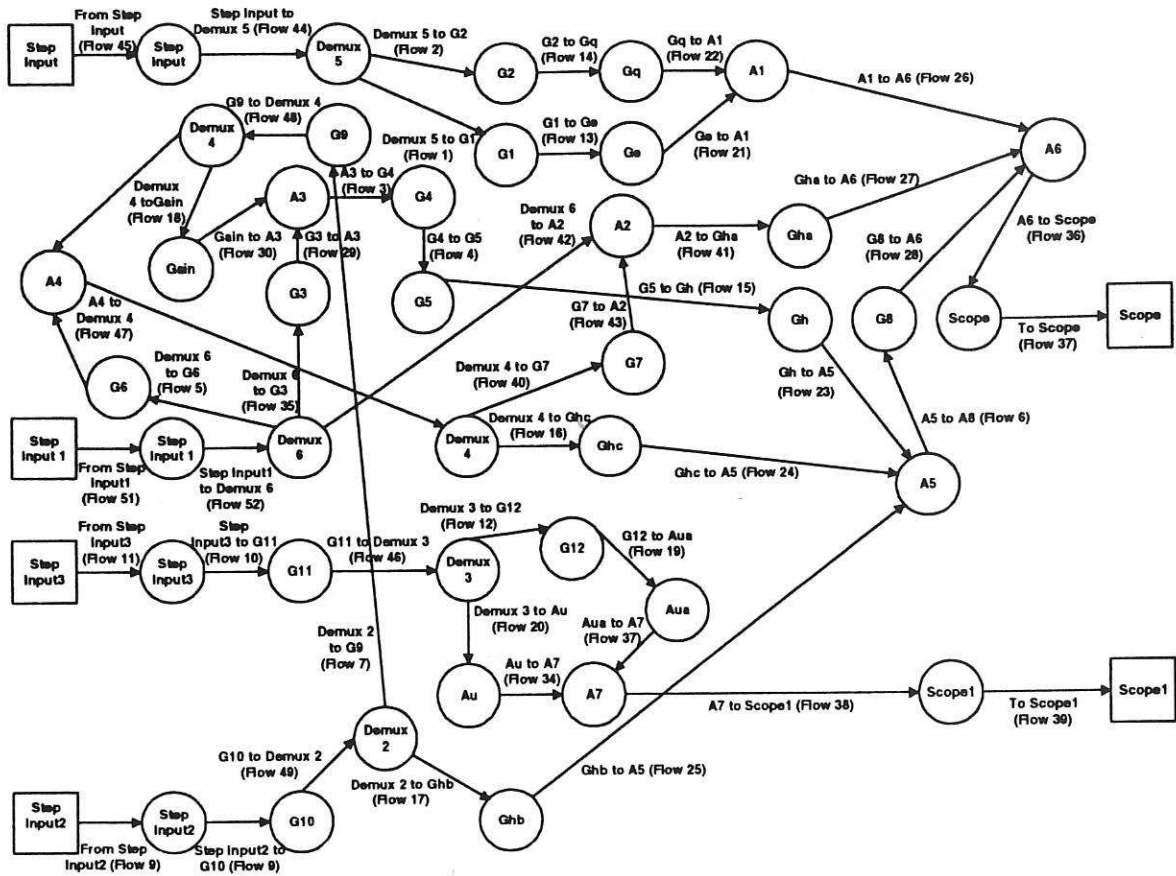 From Step
Input
(Flow 45)
Step Input to
Demux 5 (Flow 44)
Step
Input
Step
Input
Demux
5
Demux 5 to G2
(Flow 2)
G2
G2 to Gq
(Flow 14)
Gq
Gq to A1
(Flow 22)
A1
A1 to A6 (Flow 26)
G9 to Demux 4
(Flow 48)
Demux
4
G9
Demux 5 to G1
(Flow 1)
G1
G1 to Ge
(Flow 13)
Ge
Ge to A1
(Flow 21)
A6
Demux
4 toGain
(Flow 18)
A3
A3 to G4
(Flow 3)
G4
Demux 6
to A2
(Flow 42)
A2
A2 to Gha
(Flow 41)
Gha
Gha to A6 (Flow 27)
A6 to Scope
(Flow 36)
G8 to A6
(Flow 28)
Gain
Gain to A3
(Flow 30)
G3 to A3
(Flow 29)
G4 to G5
(Flow 4)
A4
G3
G5
G5 to Gh (Flow 15)
A4 to
Demux 4
(Flow 47)
G7 to A2
(Flow 43)
Gh
G8
Scope
To Scope
(Flow 37)
Scope
G6
Demux 6
to G6
(Flow 5)
Demux 6
to G3
(Flow 35)
Demux 4 to G7
(Flow 40)
G7
Gh to A5
(Flow 23)
A5 to A8 (Flow 6)
Step
Input 1
From Step
Input1
(Flow 51)
Step
Input 1
Step Input1
to Demux 6
(Flow 52)
Demux
6
Demux
4
Demux 4 to Ghc
(Flow 16)
Ghc
Ghc to A5 (Flow 24)
A5
From Step
Input3
(Flow 11)
Step
Input3 to G11
(Flow 10)
Step
Input3
Step
Input3
G11
G11 to Demux 3
(Flow 46)
Demux
3
Demux 3 to G12
(Flow 12)
G12
G12 to Aua
(Flow 19)
Aua
Demux 3 to Au
(Flow 20)
Aua to A7
(Flow 37)
Demux 2
to G9
(Flow 7)
Au
Au to A7
(Flow 34)
A7
A7 to Scope1 (Flow 38)
Scope1
To Scope1
(Flow 39)
Scope1
G10 to Demux 2
(Flow 49)
Demux
2
Demux 2 to Ghb
(Flow 17)
Ghb to A5 (Flow 25)
Step
Input2
From Step
Input2 (Flow 9)
Step
Input2
Step Input2 to
G10 (Flow 9)
G10
Ghb